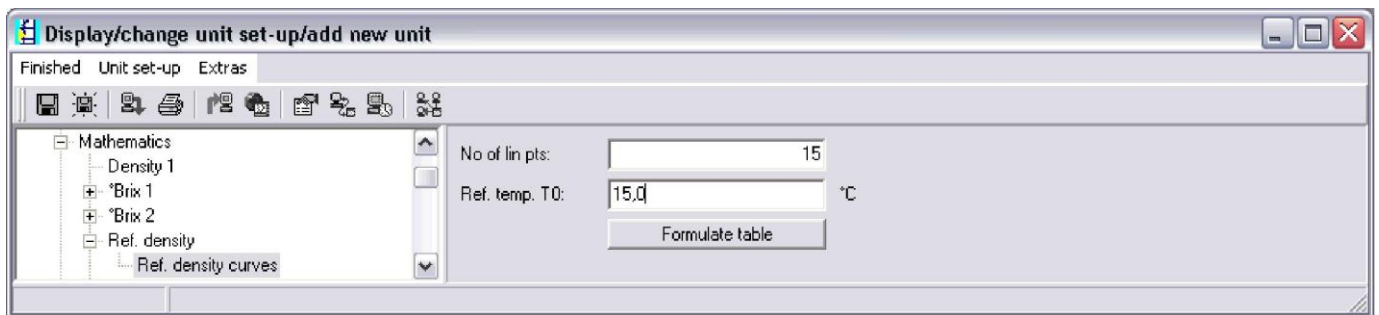 Display/change unit set-up/add new unit
Finished Unit set-up Extras
Mathematics
Density 1
°Brix 1
°Brix 2
Ref. density
Ref. density curves
No of lin pts: 15
Ref. temp. T0: 15,0 °C
Formulate table